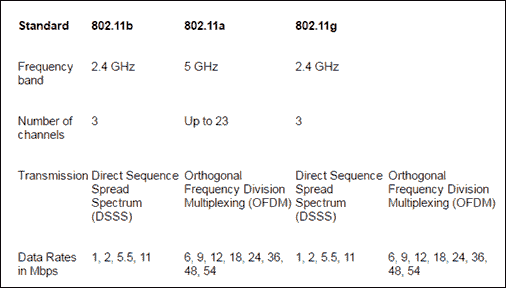 Standard 802.11b 802.11a 802.11g
Frequency band 2.4 GHz 5 GHz 2.4 GHz
Number of channels 3 Up to 23 3
Transmission Direct Sequence Spread Spectrum (DSSS) Orthogonal Frequency Division Multiplexing (OFDM) Direct Sequence Spread Spectrum (DSSS) Orthogonal Frequency Division Multiplexing (OFDM)
Data Rates in Mbps 1, 2, 5.5, 11 6, 9, 12, 18, 24, 36, 48, 54 1, 2, 5.5, 11 6, 9, 12, 18, 24, 36, 48, 54